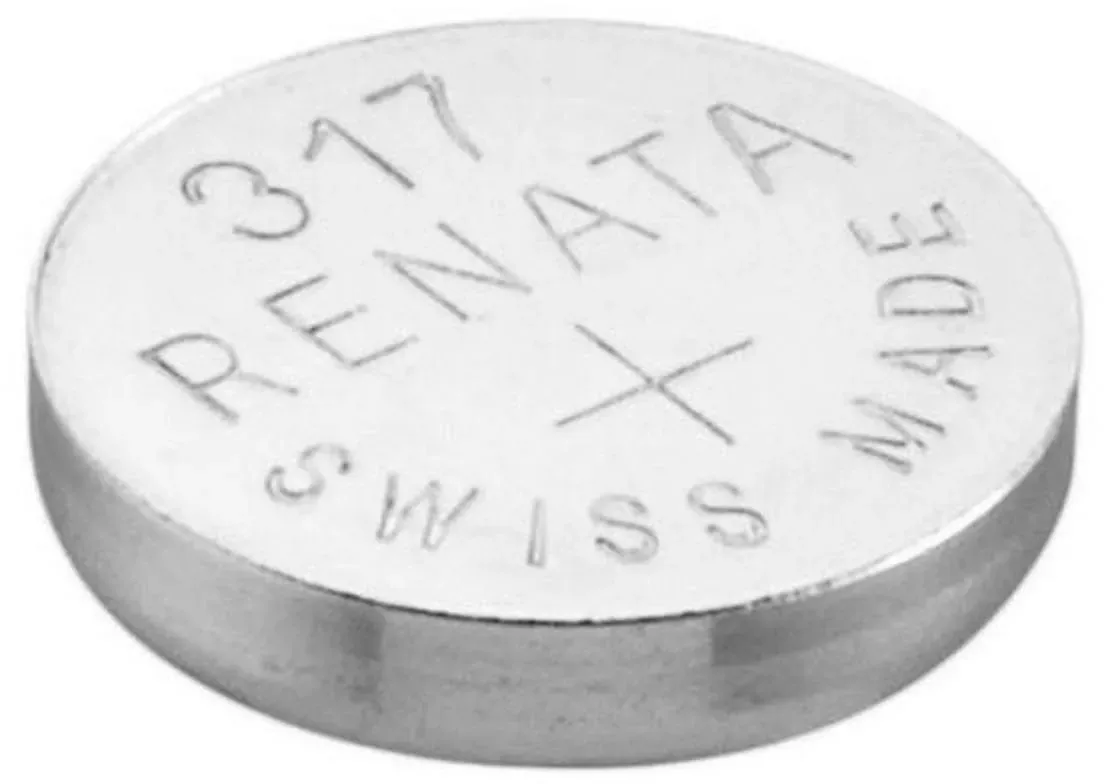 317
RENATA
+
SWISS MADE